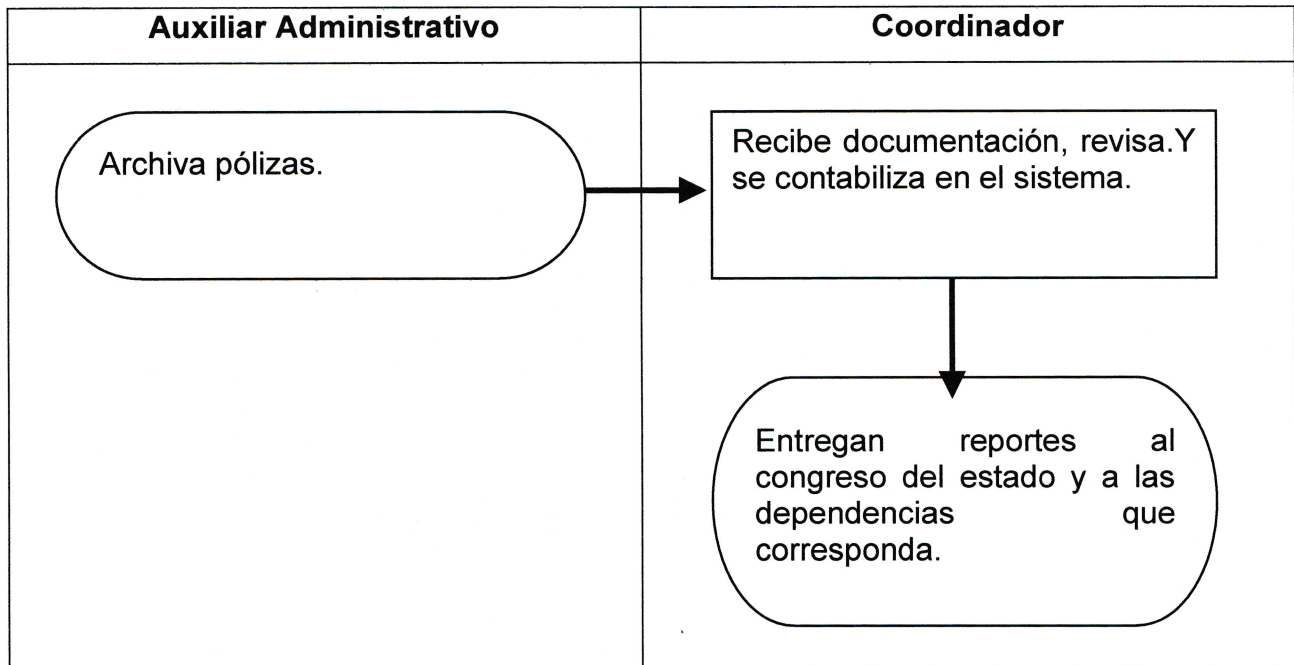 Auxiliar Administrativo
Coordinador
Archiva pólizas.
Recibe documentación, revisa.Y
se contabiliza en el sistema.
Entregan reportes al
congreso del estado y a las
dependencias que
corresponda.